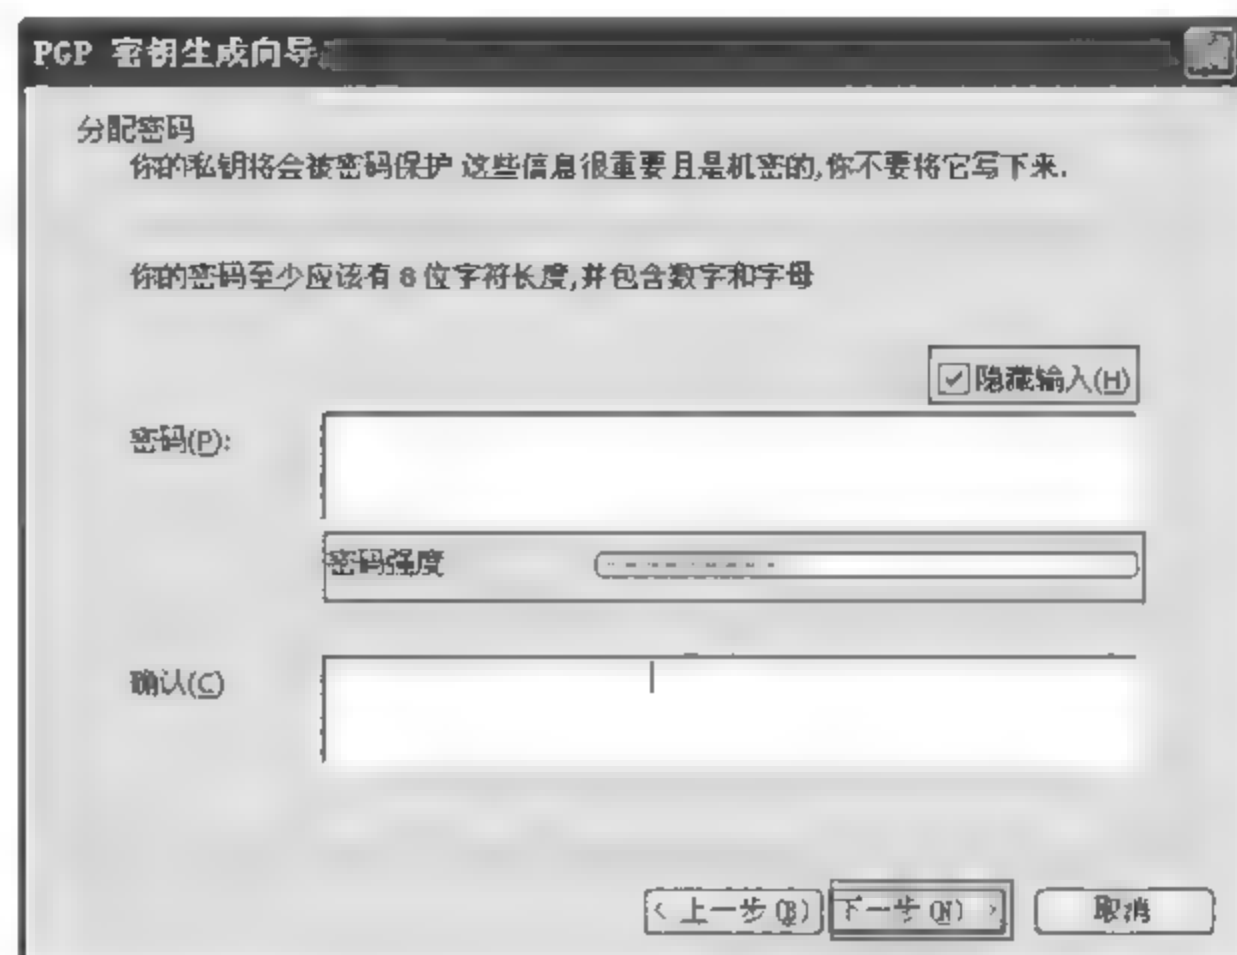 PGP 密钥生成向导
分配密码
你的私钥将会被密码保护 这些信息很重要且是机密的,你不要将它写下来.
你的密码至少应该有 8 位字符长度,并包含数字和字母
隐藏输入(H)
密码(P):
密码强度
确认(C)
< 上一步(B) 下一步(N) > 取消